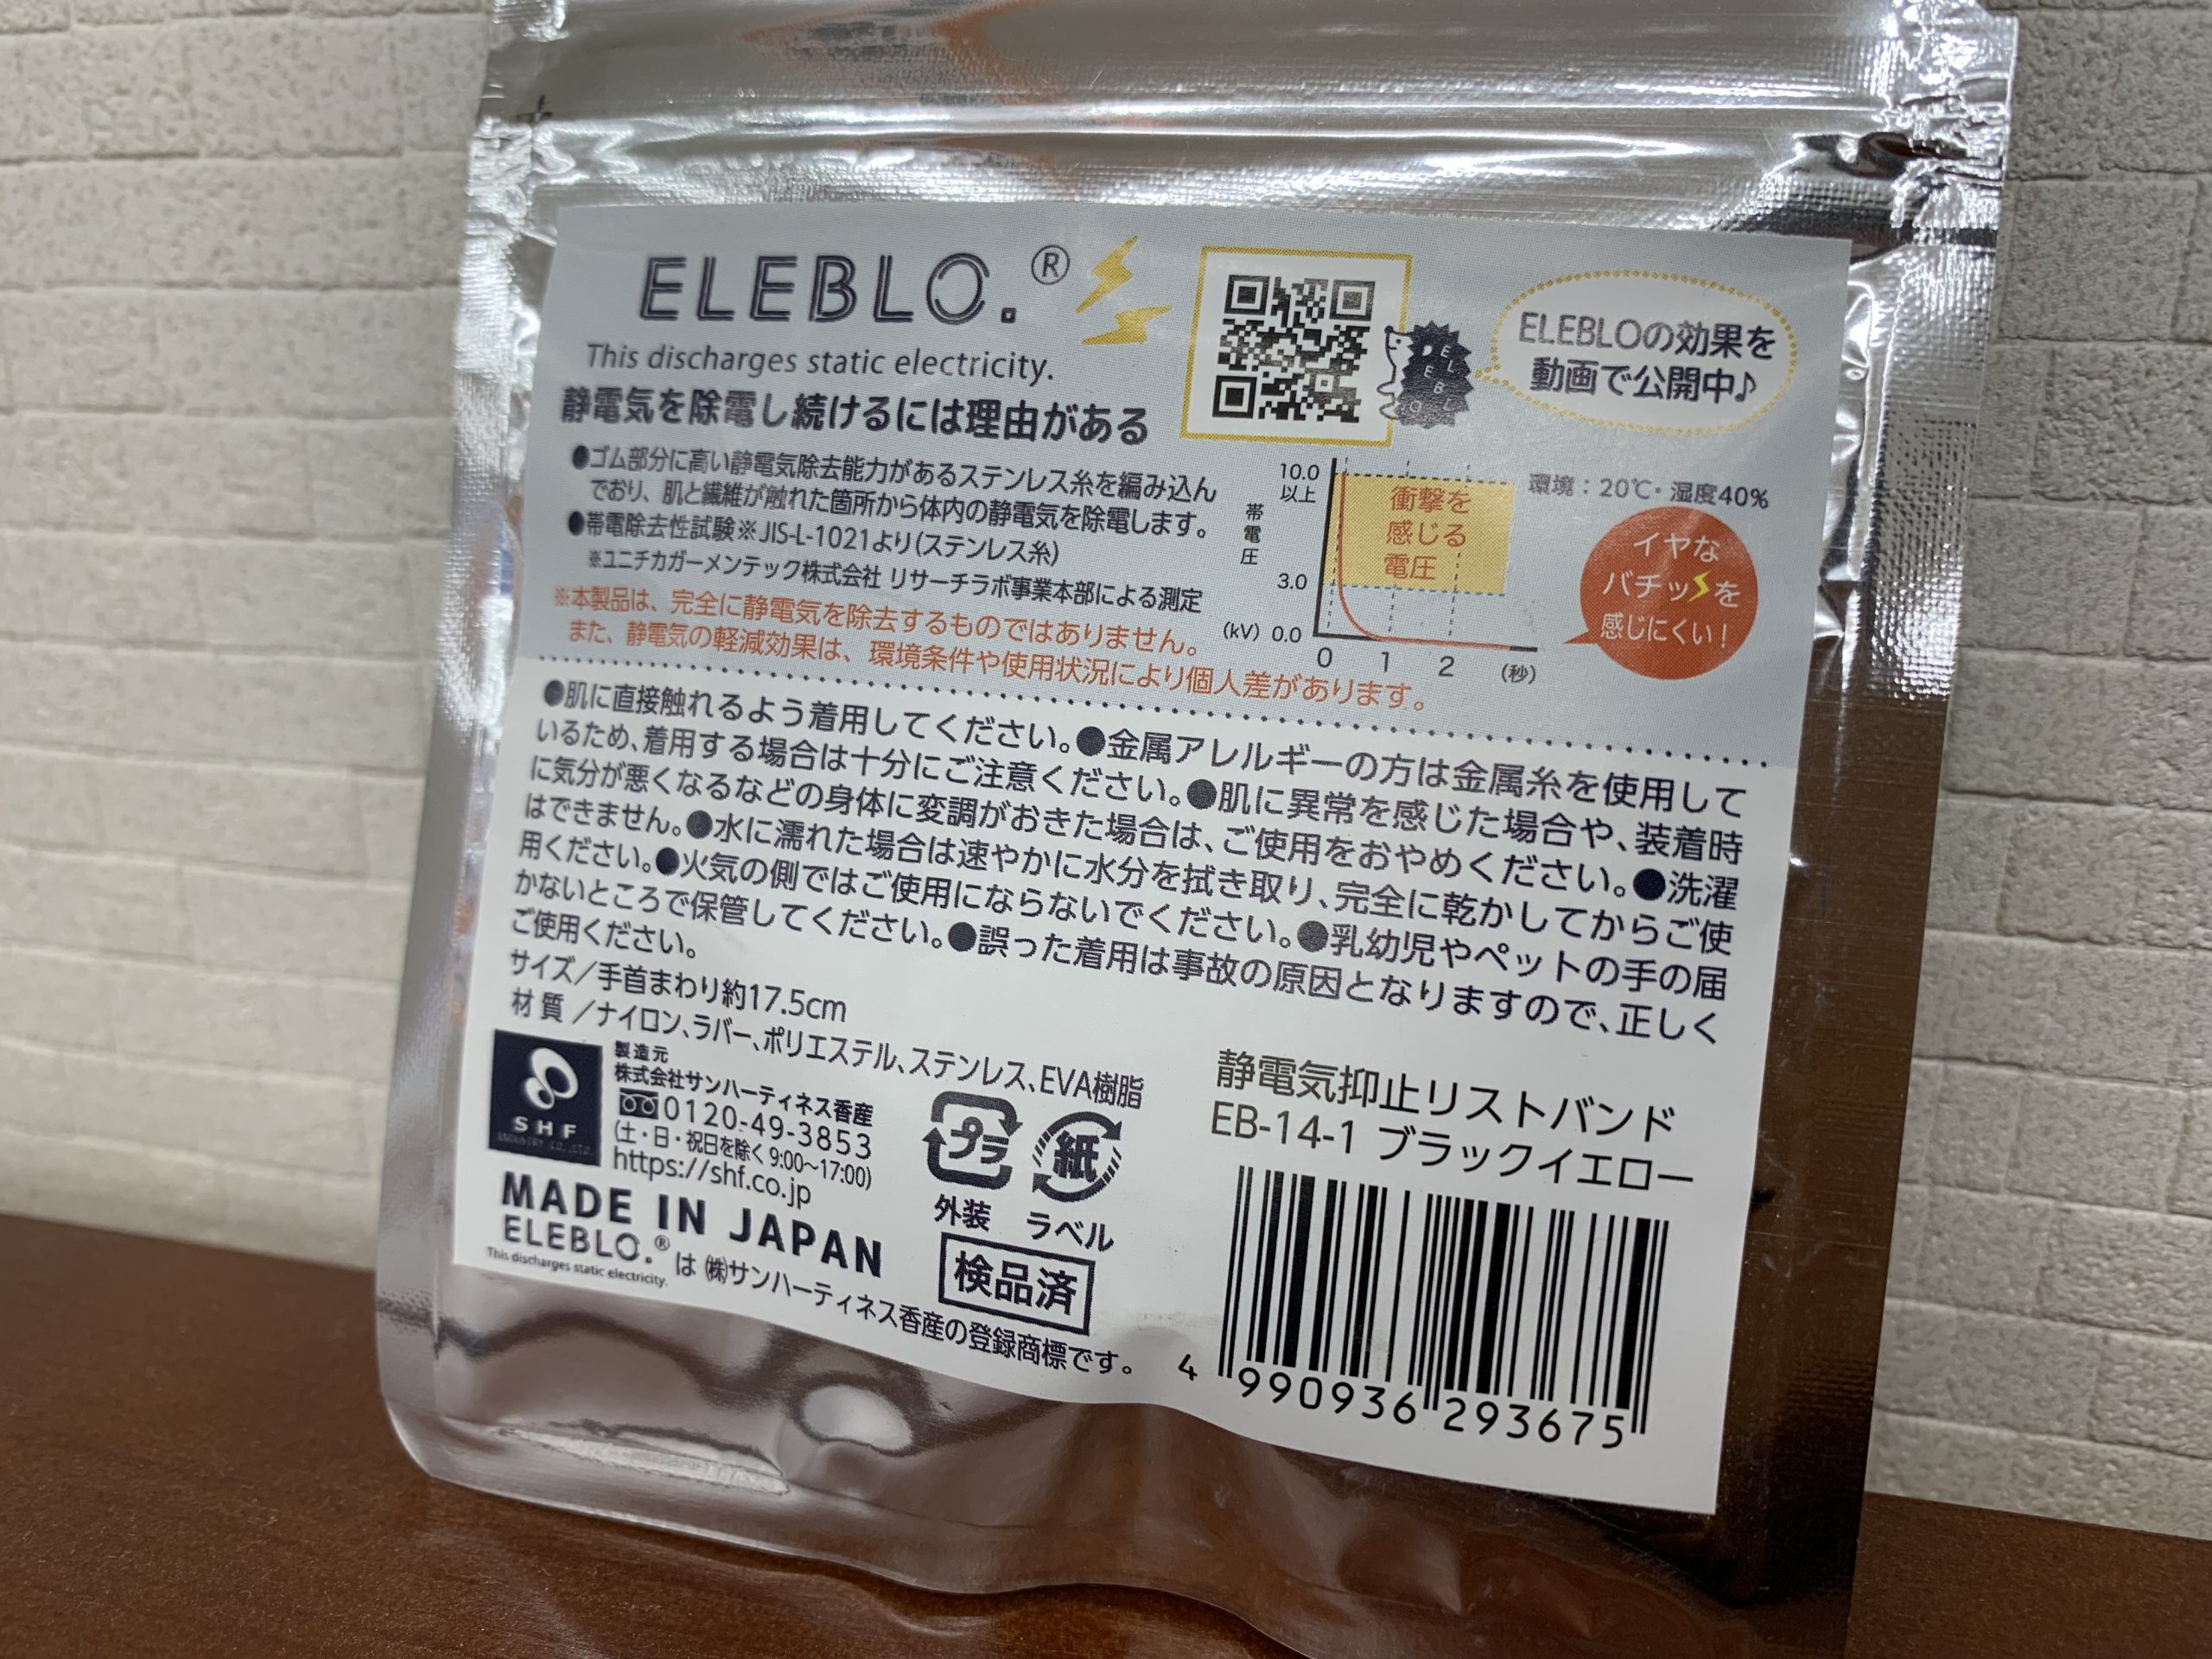 ELEBLO.®
This discharges static electricity.
静電気を除電し続けるには理由がある
●ゴム部分に高い静電気除去能力があるステンレス糸を編み込ん
でおり、肌と繊維が触れた箇所から体内の静電気を除電します。
●帯電除去性試験※JIS-L-1021より(ステンレス糸)
※ユニチカガーメンテック株式会社 リサーチラボ事業本部による測定
※本製品は、完全に静電気を除去するものではありません。
また、静電気の軽減効果は、環境条件や使用状況により個人差があります。
ELEBLO
ELEBLOの効果を
動画で公開中♪
環境：20℃・湿度40%
帯電圧
10.0
以上
3.0
(kV) 0.0
0 1 2 (秒)
衝撃を
感じる
電圧
イヤな
バチッを
感じにくい！
●肌に直接触れるよう着用してください。●金属アレルギーの方は金属糸を使用して
いるため、着用する場合は十分にご注意ください。●肌に異常を感じた場合や、装着時
に気分が悪くなるなどの身体に変調がおきた場合は、ご使用をおやめください。●洗濯
はできません。●水に濡れた場合は速やかに水分を拭き取り、完全に乾かしてからご使
用ください。●火気の側ではご使用にならないでください。●乳幼児やペットの手の届
かないところで保管してください。●誤った着用は事故の原因となりますので、正しく
ご使用ください。
サイズ／手首まわり約17.5cm
材 質 ／ナイロン、ラバー、ポリエステル、ステンレス、EVA樹脂
SHF
INDUSTRY CO.,LTD.
製造元
株式会社サンハーティネス香産
0120-49-3853
(土・日・祝日を除く 9:00～17:00)
https://shf.co.jp
MADE IN JAPAN
ELEBLO.®は ㈱サンハーティネス香産の登録商標です。
This discharges static electricity.
プラ
外装
紙
ラベル
検品済
静電気抑止リストバンド
EB-14-1 ブラックイエロー
4 990936 293675